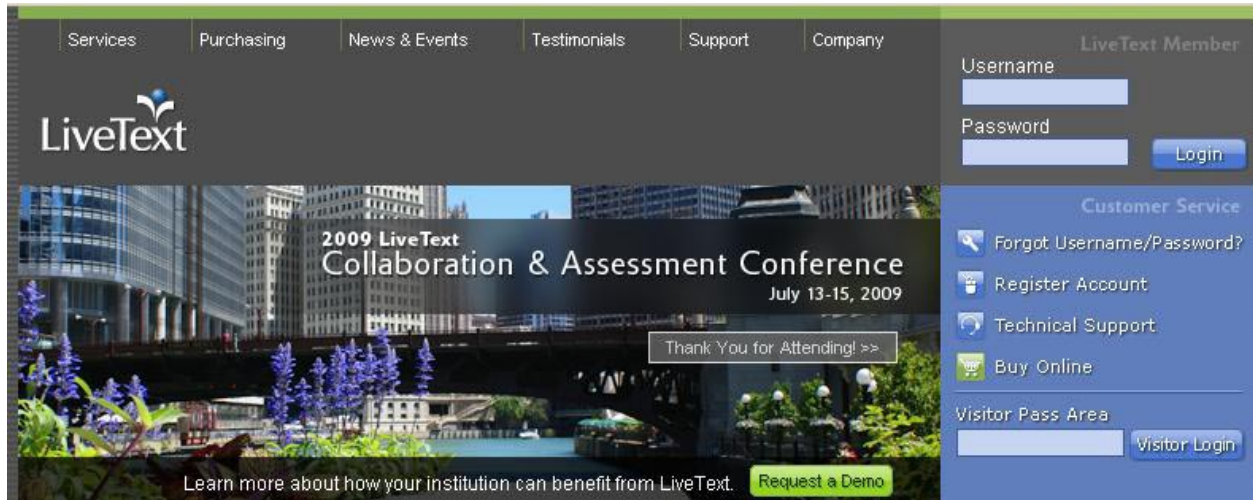 Services Purchasing News & Events Testimonials Support Company
LiveText
2009 LiveText
Collaboration & Assessment Conference
July 13-15, 2009
Thank You for Attending! >>
Learn more about how your institution can benefit from LiveText. Request a Demo
LiveText Member
Username
Password
Login
Customer Service
Forgot Username/Password?
Register Account
Technical Support
Buy Online
Visitor Pass Area
Visitor Login